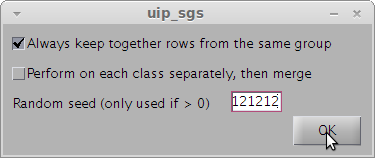 uip_sgs
Always keep together rows from the same group
Perform on each class separately, then merge
Random seed (only used if > 0) 121212
OK